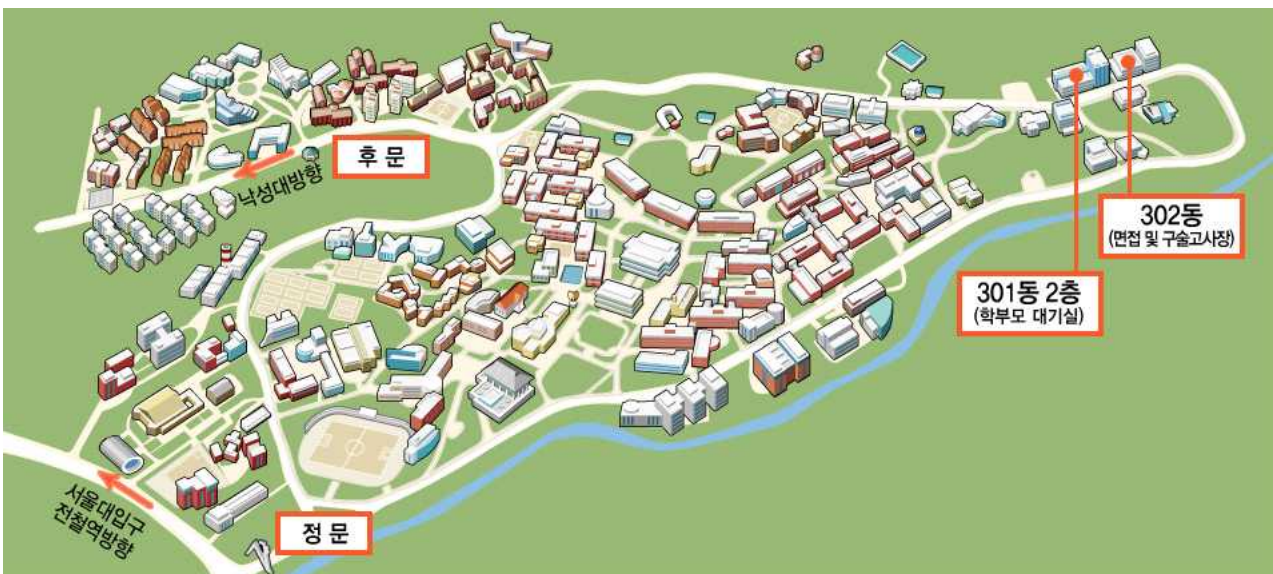 후 문
낙성대방향
302동
(면접 및 구술고사장)
301동 2층
(학부모 대기실)
서울대입구
전철역방향
정 문